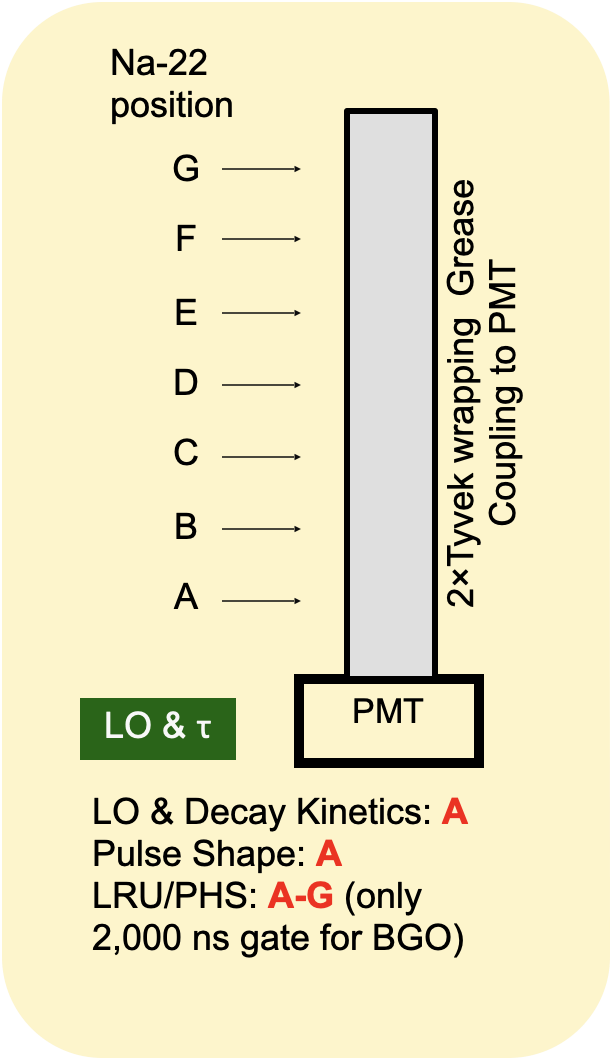 Na-22
position
G
F
E
D
C
B
A
2×Tyvek wrapping Grease
Coupling to PMT
PMT
LO & τ
LO & Decay Kinetics: A
Pulse Shape: A
LRU/PHS: A-G (only
2,000 ns gate for BGO)